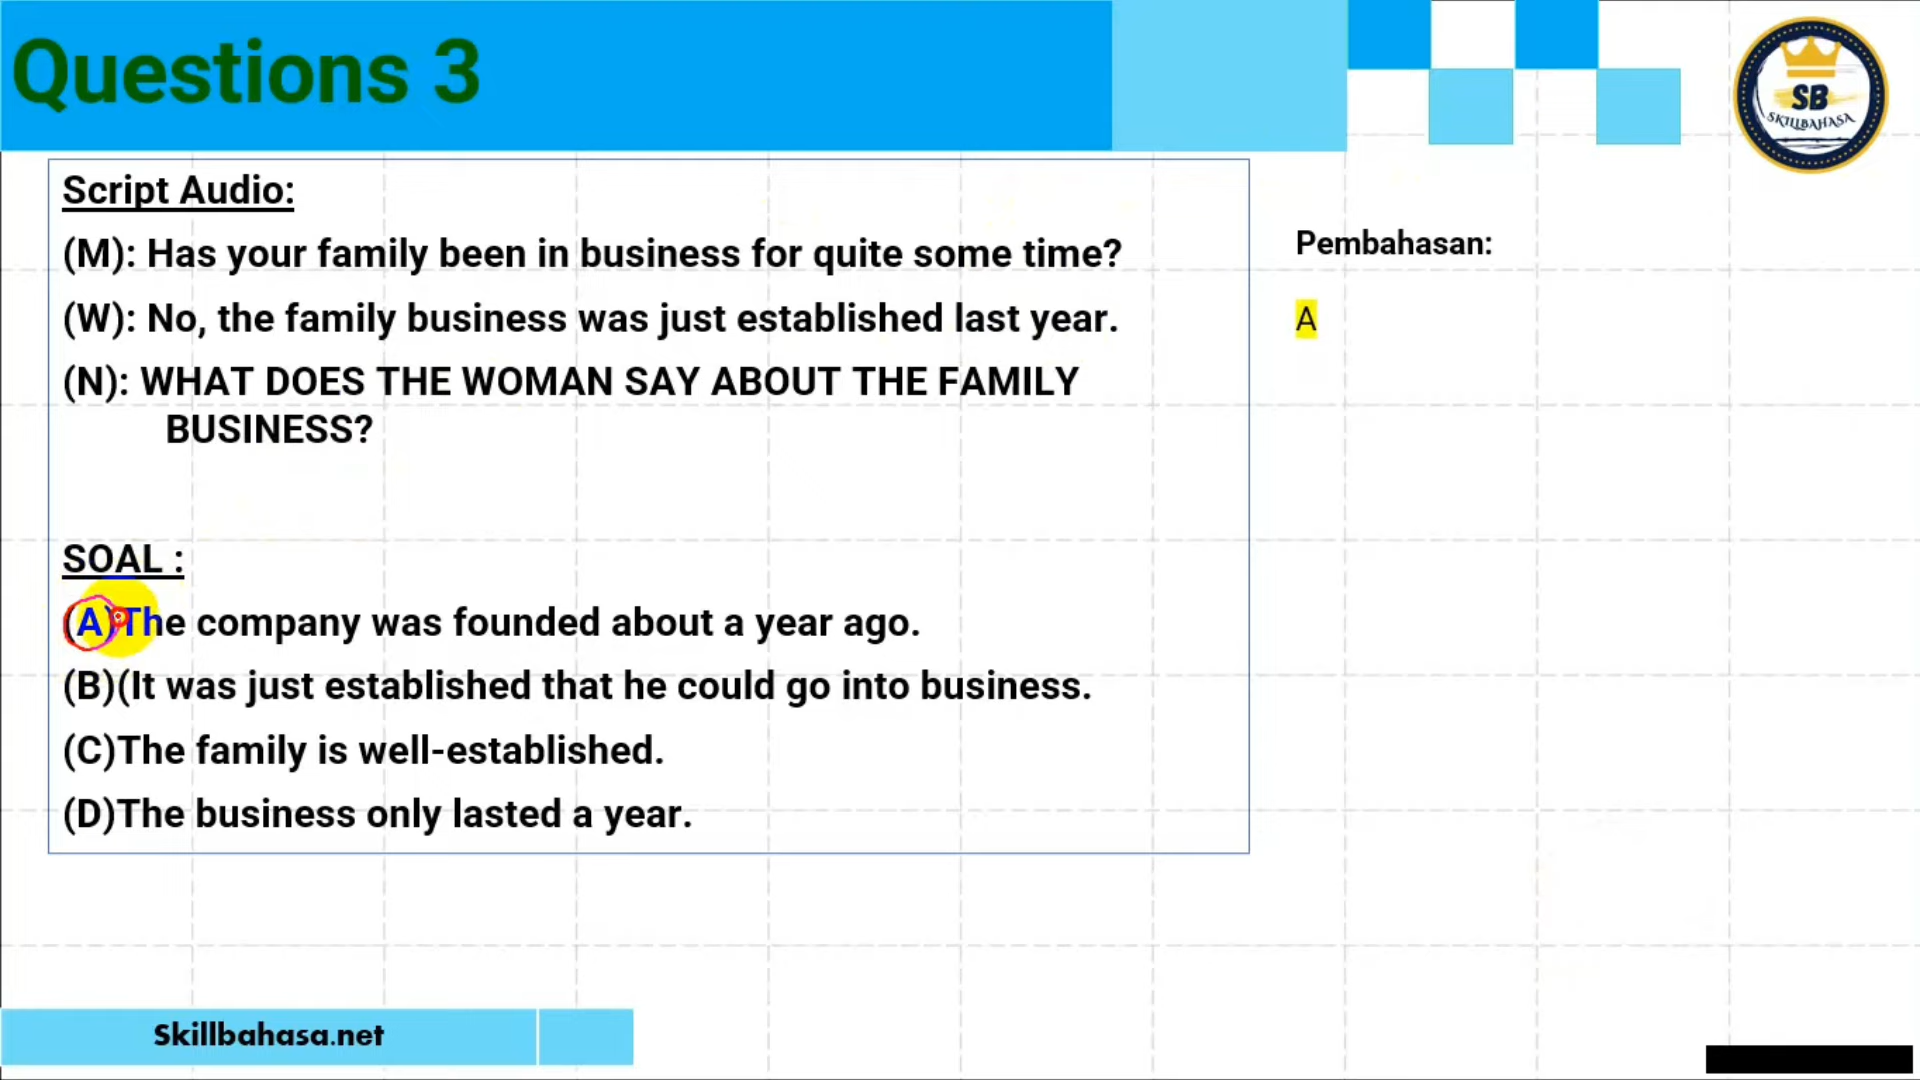 Questions 3
SB
SKILLBAHASA
Script Audio:
(M): Has your family been in business for quite some time?
(W): No, the family business was just established last year.
(N): WHAT DOES THE WOMAN SAY ABOUT THE FAMILY
BUSINESS?
SOAL :
(A)The company was founded about a year ago.
(B)(It was just established that he could go into business.
(C)The family is well-established.
(D)The business only lasted a year.
Pembahasan:
A
Skillbahasa.net